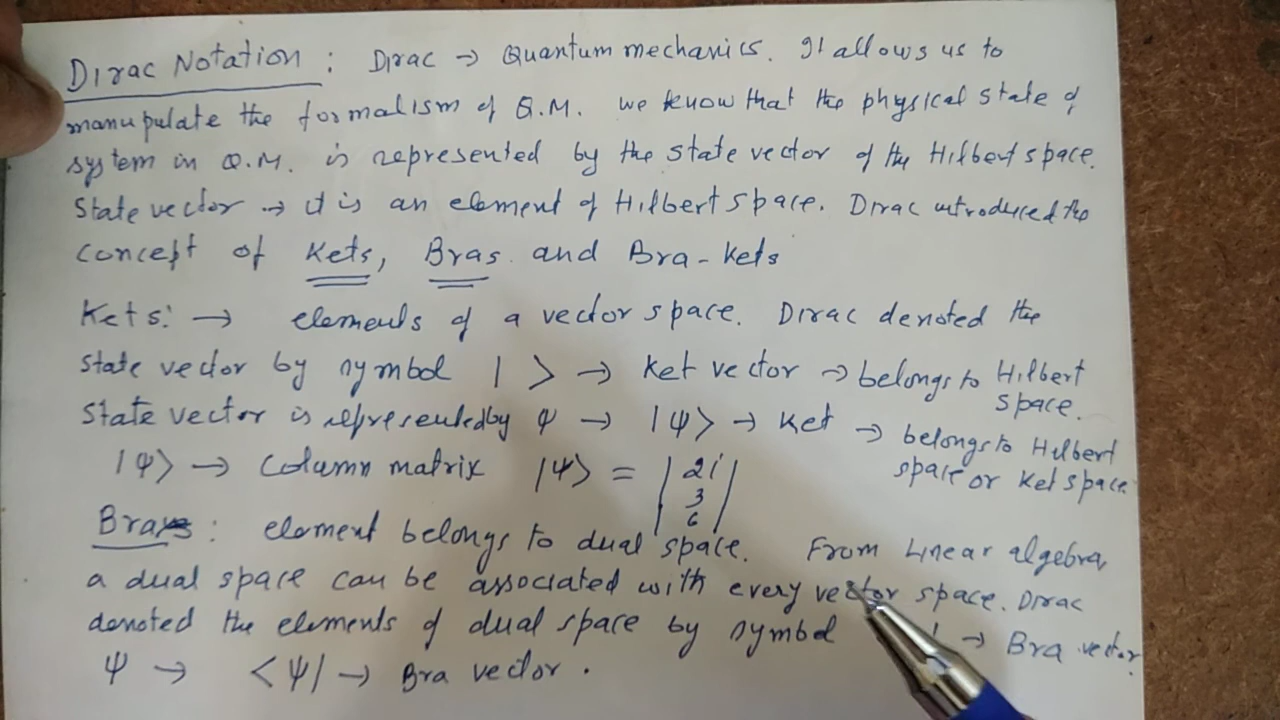 Dirac Notation : Dirac → Quantum mechanics. It allows us to
manupulate the formalism of Q.M. we know that the physical state of
system in Q.M. is represented by the state vector of the Hilbert space.
State vector → it is an element of Hilbert space. Dirac introduced the
concept of Kets, Bras and Bra-kets
Kets: → elements of a vector space. Dirac denoted the
state vector by symbol | > → Ket vector → belongs to Hilbert space.
State vector is represented by ψ → |ψ> → Ket → belongs to Hilbert space or Ket space
|ψ> → Column matrix |ψ> = | 2i |
3
6
Bra : element belongs to dual space. From Linear algebra,
a dual space can be associated with every vector space. Dirac
denoted the elements of dual space by symbol | → Bra vector.
ψ → <ψ| → Bra vector.